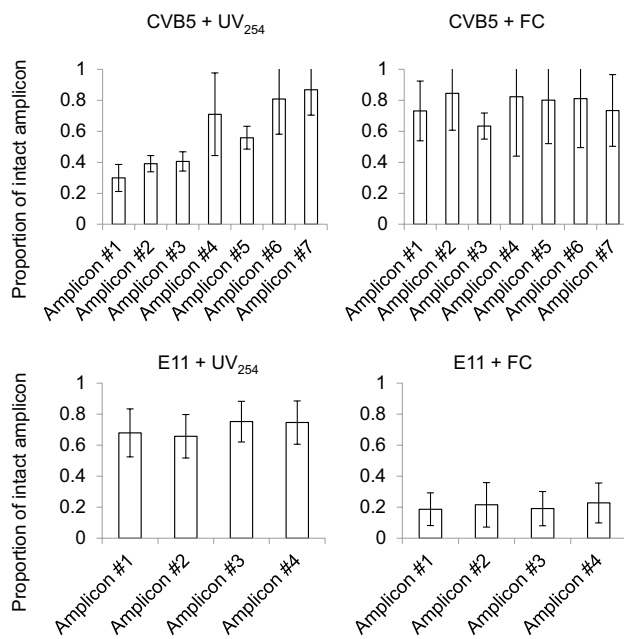 CVB5 + UV254
Proportion of intact amplicon
1
0.8
0.6
0.4
0.2
0
Amplicon #1
Amplicon #2
Amplicon #3
Amplicon #4
Amplicon #5
Amplicon #6
Amplicon #7
CVB5 + FC
1
0.8
0.6
0.4
0.2
0
Amplicon #1
Amplicon #2
Amplicon #3
Amplicon #4
Amplicon #5
Amplicon #6
Amplicon #7
E11 + UV254
Proportion of intact amplicon
1
0.8
0.6
0.4
0.2
0
Amplicon #1
Amplicon #2
Amplicon #3
Amplicon #4
E11 + FC
1
0.8
0.6
0.4
0.2
0
Amplicon #1
Amplicon #2
Amplicon #3
Amplicon #4